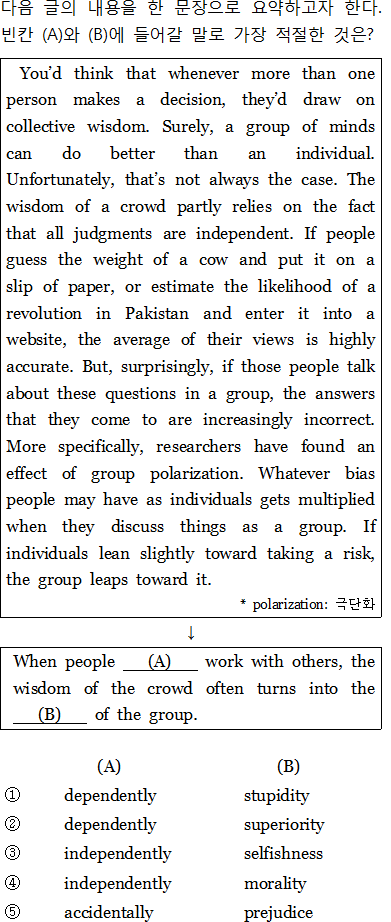 다음 글의 내용을 한 문장으로 요약하고자 한다.
빈칸 (A)와 (B)에 들어갈 말로 가장 적절한 것은?
You’d think that whenever more than one
person makes a decision, they’d draw on
collective wisdom. Surely, a group of minds
can do better than an individual.
Unfortunately, that’s not always the case. The
wisdom of a crowd partly relies on the fact
that all judgments are independent. If people
guess the weight of a cow and put it on a
slip of paper, or estimate the likelihood of a
revolution in Pakistan and enter it into a
website, the average of their views is highly
accurate. But, surprisingly, if those people talk
about these questions in a group, the answers
that they come to are increasingly incorrect.
More specifically, researchers have found an
effect of group polarization. Whatever bias
people may have as individuals gets multiplied
when they discuss things as a group. If
individuals lean slightly toward taking a risk,
the group leaps toward it.
* polarization: 극단화
↓
When people (A) work with others, the
wisdom of the crowd often turns into the
(B) of the group.
(A) (B)
① dependently stupidity
② dependently superiority
③ independently selfishness
④ independently morality
⑤ accidentally prejudice